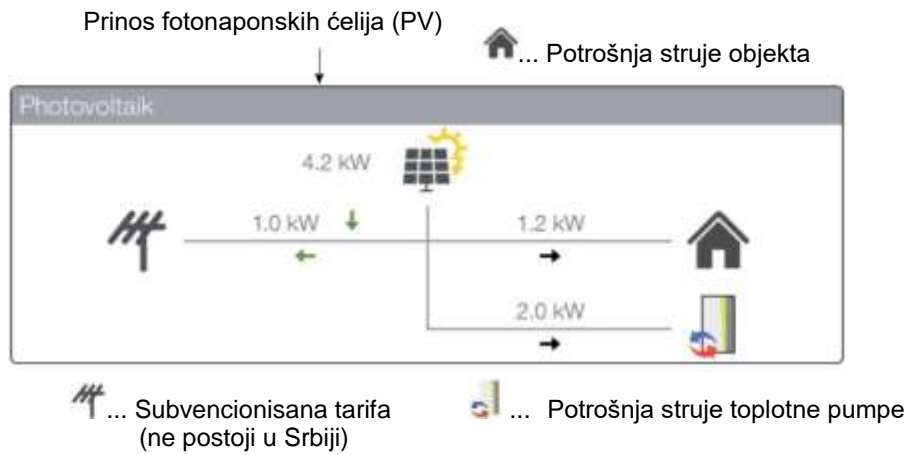 Prinos fotonaponskih ćelija (PV)
... Potrošnja struje objekta
Photovoltaik
4.2 kW
1.0 kW
1.2 kW
2.0 kW
... Subvencionisana tarifa
(ne postoji u Srbiji)
... Potrošnja struje toplotne pumpe